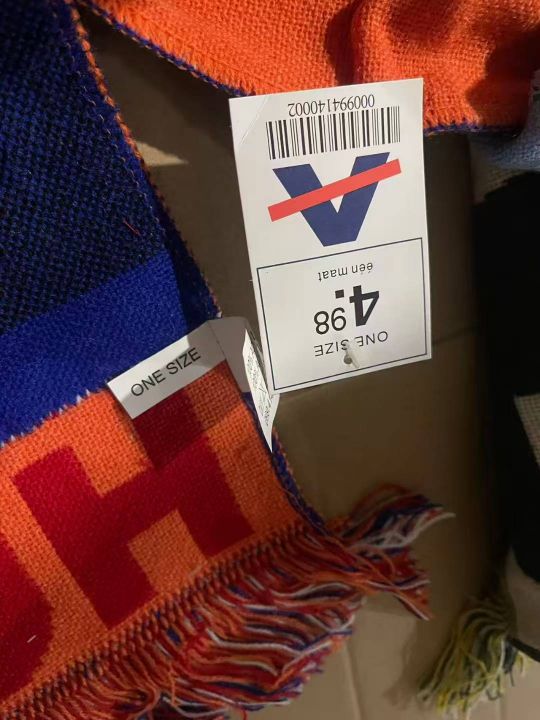 ONE SIZE
4.98
één maat
A
000994140002
ONE SIZE
H